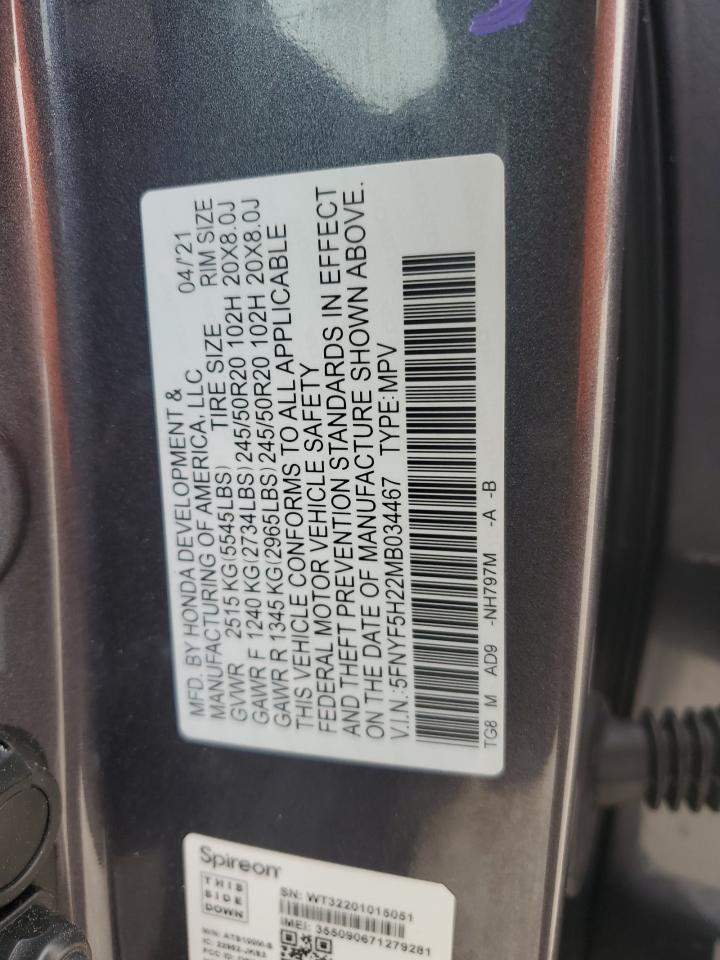 MFD. BY HONDA DEVELOPMENT &
MANUFACTURING OF AMERICA, LLC 04/'21
GVWR 2515 KG(5545LBS) TIRE SIZE RIM SIZE
GAWR F 1240 KG(2734LBS) 245/50R20 102H 20X8.0J
GAWR R 1345 KG(2965LBS) 245/50R20 102H 20X8.0J
THIS VEHICLE CONFORMS TO ALL APPLICABLE
FEDERAL MOTOR VEHICLE SAFETY
AND THEFT PREVENTION STANDARDS IN EFFECT
ON THE DATE OF MANUFACTURE SHOWN ABOVE.
V.I.N.:5FNYF5H22MB034467 TYPE:MPV
TG8 M AD9 -NH797M -A -B
Spireon
THIS
SIDE
DOWN
SN: WT32201015051
IMEI: 355090671279281